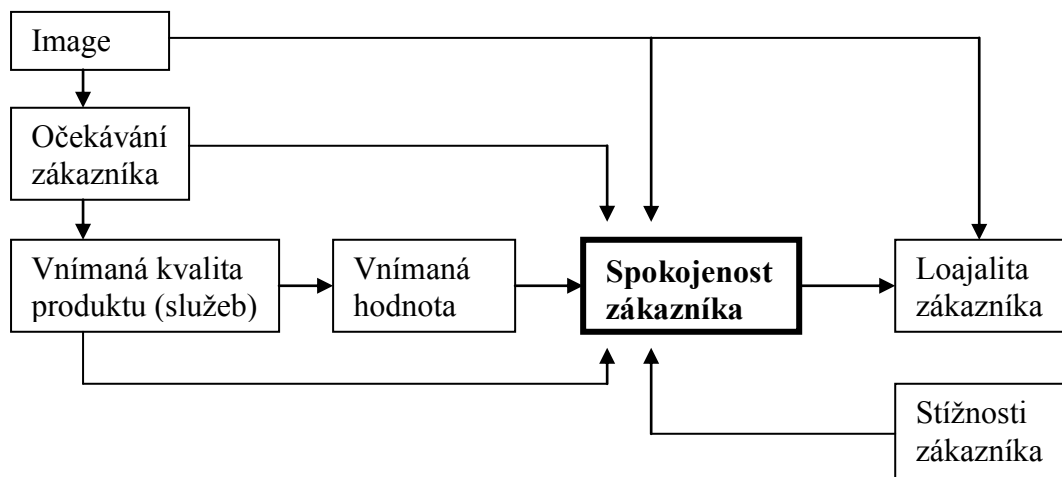 Image
Očekávání
zákazníka
Vnímaná kvalita
produktu (služeb)
Vnímaná
hodnota
Spokojenost
zákazníka
Loajalita
zákazníka
Stížnosti
zákazníka